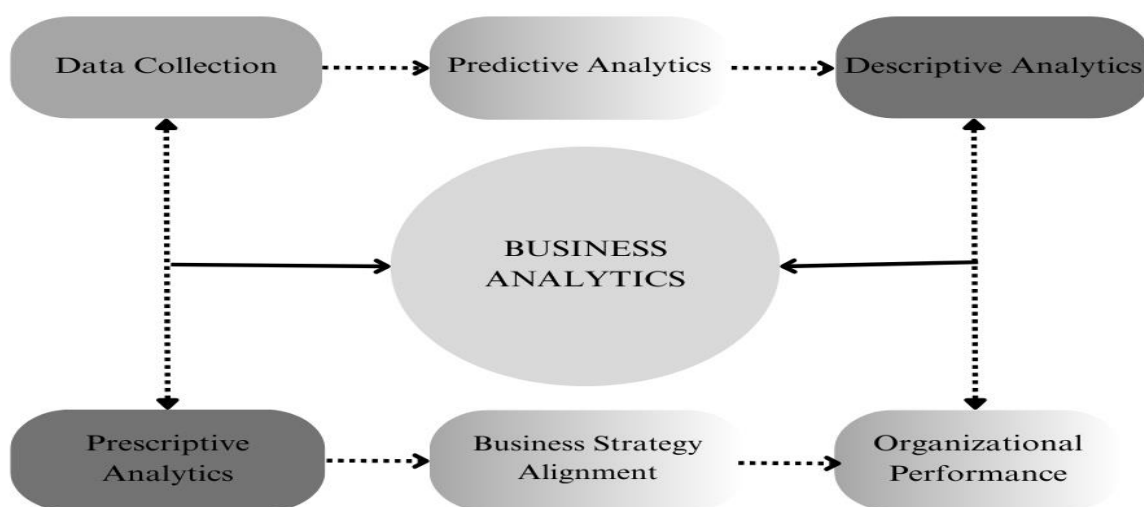 Data Collection
Predictive Analytics
Descriptive Analytics
BUSINESS
ANALYTICS
Prescriptive
Analytics
Business Strategy
Alignment
Organizational
Performance